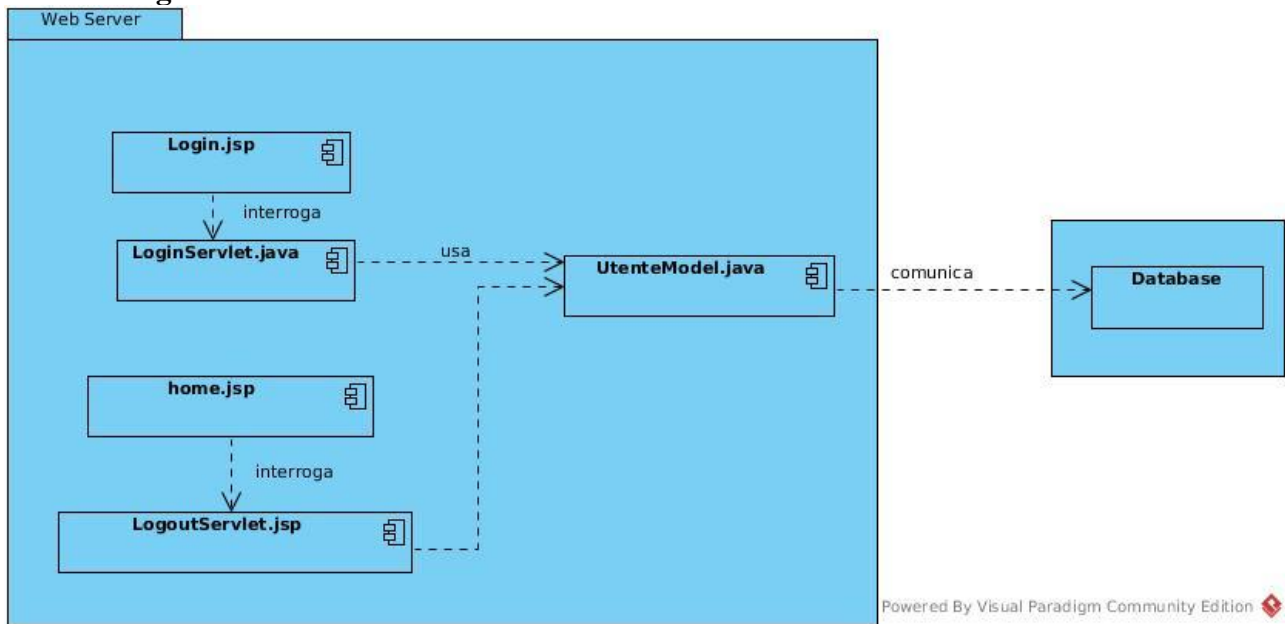 Web Server
Login.jsp
interroga
LoginServlet.java
usa
UtenteModel.java
comunica
Database
home.jsp
interroga
LogoutServlet.jsp
Powered By Visual Paradigm Community Edition